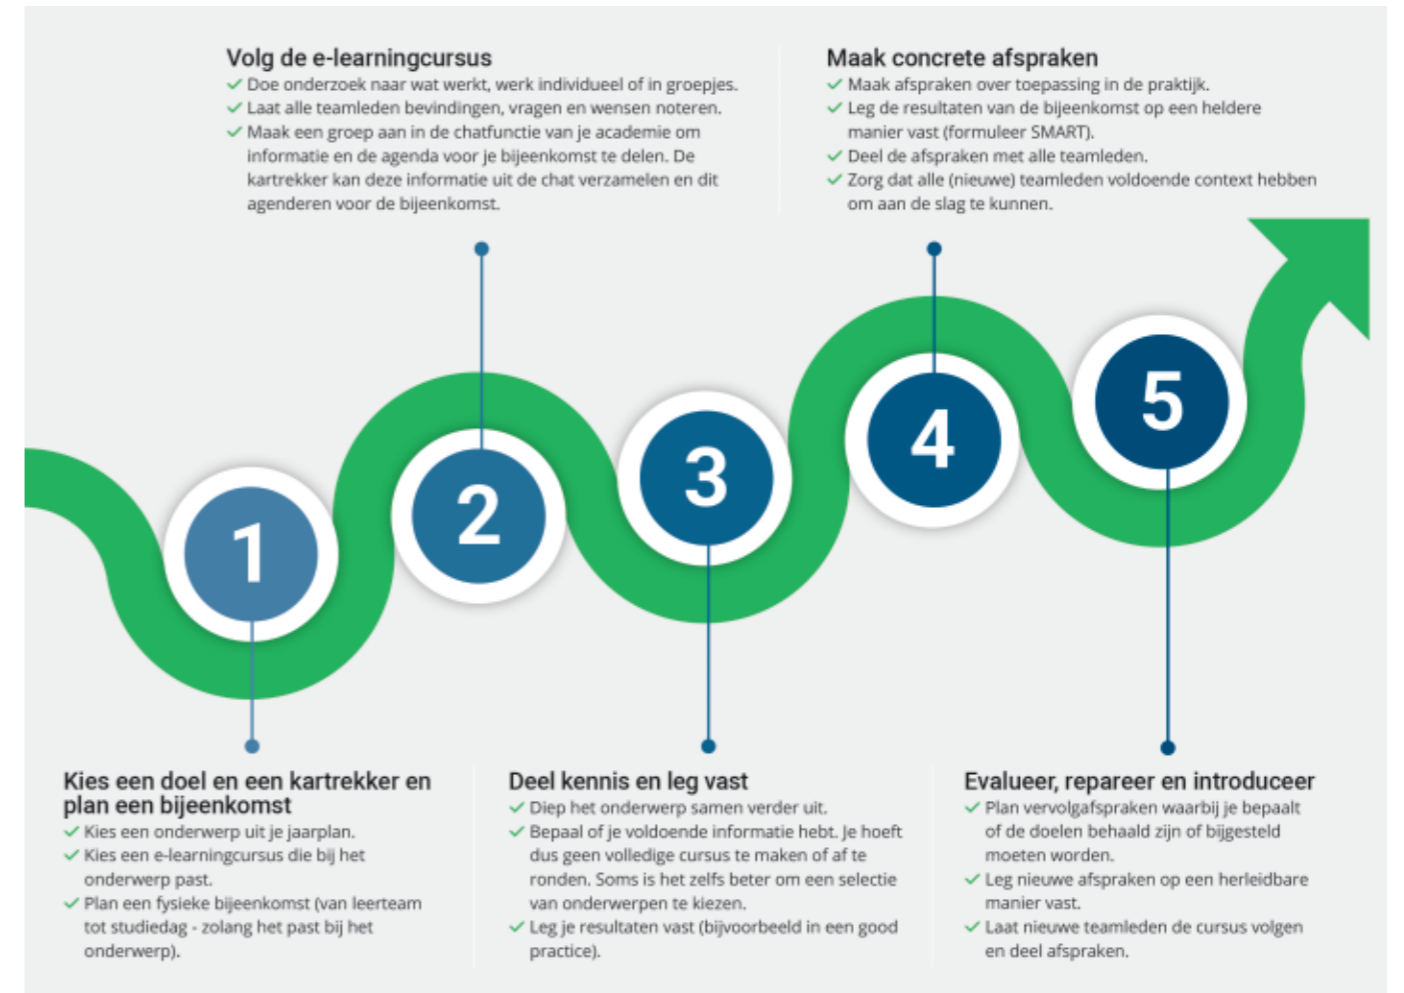 Volg de e-learningcursus
Doe onderzoek naar wat werkt, werk individueel of in groepjes.
Laat alle teamleden bevindingen, vragen en wensen noteren.
Maak een groep aan in de chatfunctie van je academie om
informatie en de agenda voor je bijeenkomst te delen. De
kartrekker kan deze informatie uit de chat verzamelen en dit
agenderen voor de bijeenkomst.
Maak concrete afspraken
Maak afspraken over toepassing in de praktijk.
Leg de resultaten van de bijeenkomst op een heldere
manier vast (formuleer SMART).
Deel de afspraken met alle teamleden.
Zorg dat alle (nieuwe) teamleden voldoende context hebben
om aan de slag te kunnen.
1
2
3
4
5
Kies een doel en een kartrekker en
plan een bijeenkomst
Kies een onderwerp uit je jaarplan.
Kies een e-learningcursus die bij het
onderwerp past.
Plan een fysieke bijeenkomst (van leerteam
tot studiedag - zolang het past bij het
onderwerp).
Deel kennis en leg vast
Diep het onderwerp samen verder uit.
Bepaal of je voldoende informatie hebt. Je hoeft
dus geen volledige cursus te maken of af te
ronden. Soms is het zelfs beter om een selectie
van onderwerpen te kiezen.
Leg je resultaten vast (bijvoorbeeld in een good
practice).
Evalueer, repareer en introduceer
Plan vervolgafspraken waarbij je bepaalt
of de doelen behaald zijn of bijgesteld
moeten worden.
Leg nieuwe afspraken op een herleidbare
manier vast.
Laat nieuwe teamleden de cursus volgen
en deel afspraken.